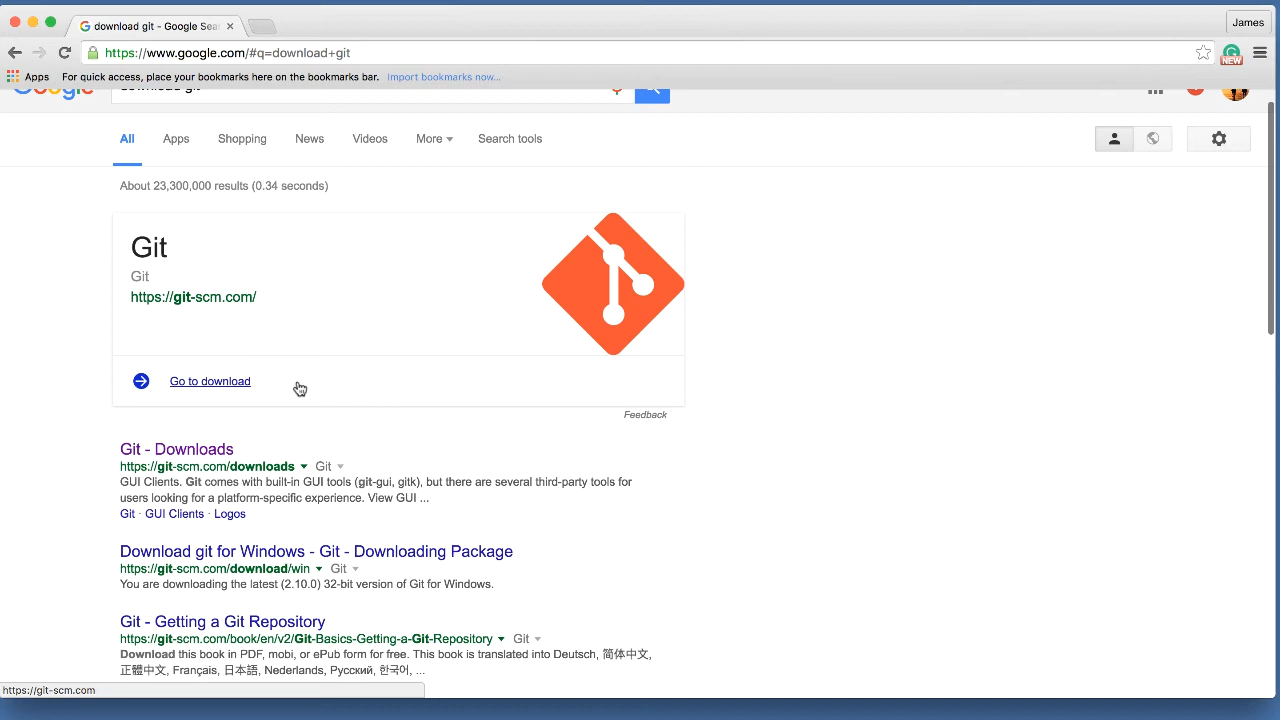 download git - Google Sear
James
https://www.google.com/#q=download+git
NEW
Apps For quick access, place your bookmarks here on the bookmarks bar. Import bookmarks now...
Google
download git
All Apps Shopping News Videos More Search tools
About 23,300,000 results (0.34 seconds)
Git
Git
https://git-scm.com/
Go to download
Feedback
Git - Downloads
https://git-scm.com/downloads Git
GUI Clients. Git comes with built-in GUI tools (git-gui, gitk), but there are several third-party tools for
users looking for a platform-specific experience. View GUI ...
Git · GUI Clients · Logos
Download git for Windows - Git - Downloading Package
https://git-scm.com/download/win Git
You are downloading the latest (2.10.0) 32-bit version of Git for Windows.
Git - Getting a Git Repository
https://git-scm.com/book/en/v2/Git-Basics-Getting-a-Git-Repository Git
Download this book in PDF, mobi, or ePub form for free. This book is translated into Deutsch, 简体中文,
正體中文, Français, 日本語, Nederlands, Русский, 한국어, ...
https://git-scm.com